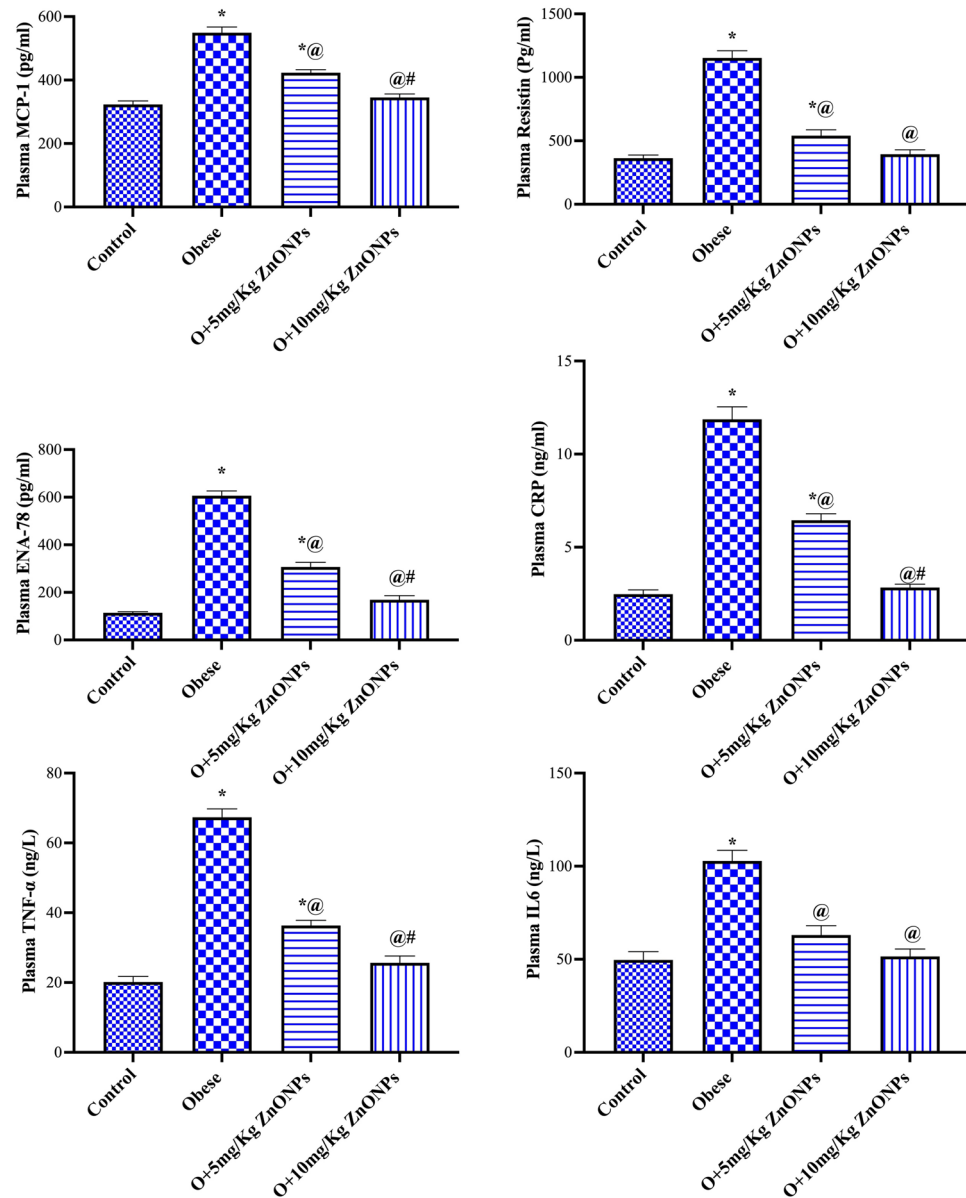 Plasma MCP-1 (pg/ml)
600
400
200
0
*
*@
@#
Control
Obese
O+5mg/Kg ZnONPs
O+10mg/Kg ZnONPs
Plasma Resistin (Pg/ml)
1500
1000
500
0
*
*@
@
Control
Obese
O+5mg/Kg ZnONPs
O+10mg/Kg ZnONPs
Plasma ENA-78 (pg/ml)
800
600
400
200
0
*
*@
@#
Control
Obese
O+5mg/Kg ZnONPs
O+10mg/Kg ZnONPs
Plasma CRP (ng/ml)
15
10
5
0
*
*@
@#
Control
Obese
O+5mg/Kg ZnONPs
O+10mg/Kg ZnONPs
Plasma TNF-α (ng/L)
80
60
40
20
0
*
*@
@#
Control
Obese
O+5mg/Kg ZnONPs
O+10mg/Kg ZnONPs
Plasma IL6 (ng/L)
150
100
50
0
*
@
@
Control
Obese
O+5mg/Kg ZnONPs
O+10mg/Kg ZnONPs